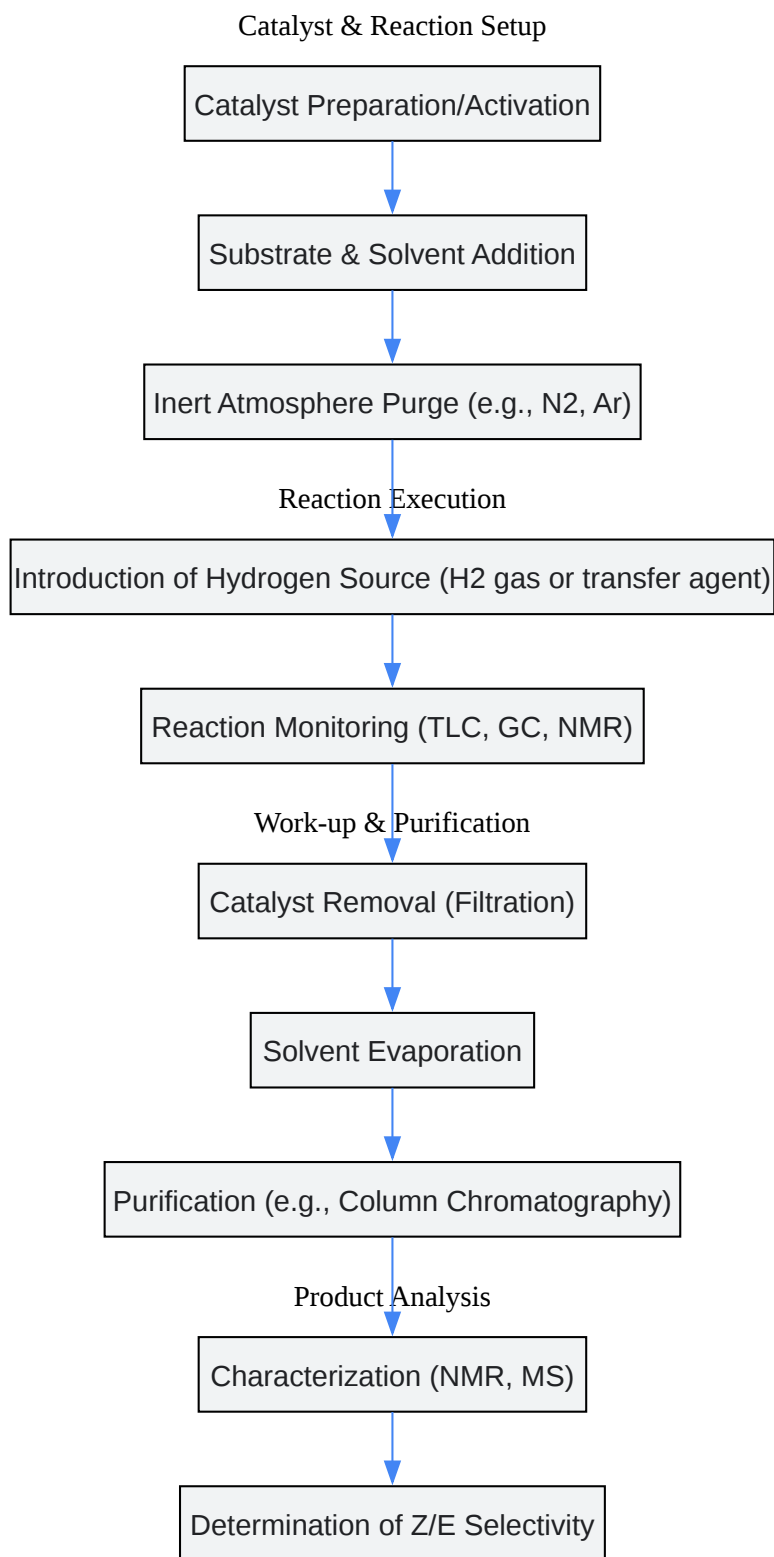 Catalyst & Reaction Setup
Catalyst Preparation/Activation
Substrate & Solvent Addition
Inert Atmosphere Purge (e.g., N2, Ar)
Reaction Execution
Introduction of Hydrogen Source (H2 gas or transfer agent)
Reaction Monitoring (TLC, GC, NMR)
Work-up & Purification
Catalyst Removal (Filtration)
Solvent Evaporation
Purification (e.g., Column Chromatography)
Product Analysis
Characterization (NMR, MS)
Determination of Z/E Selectivity